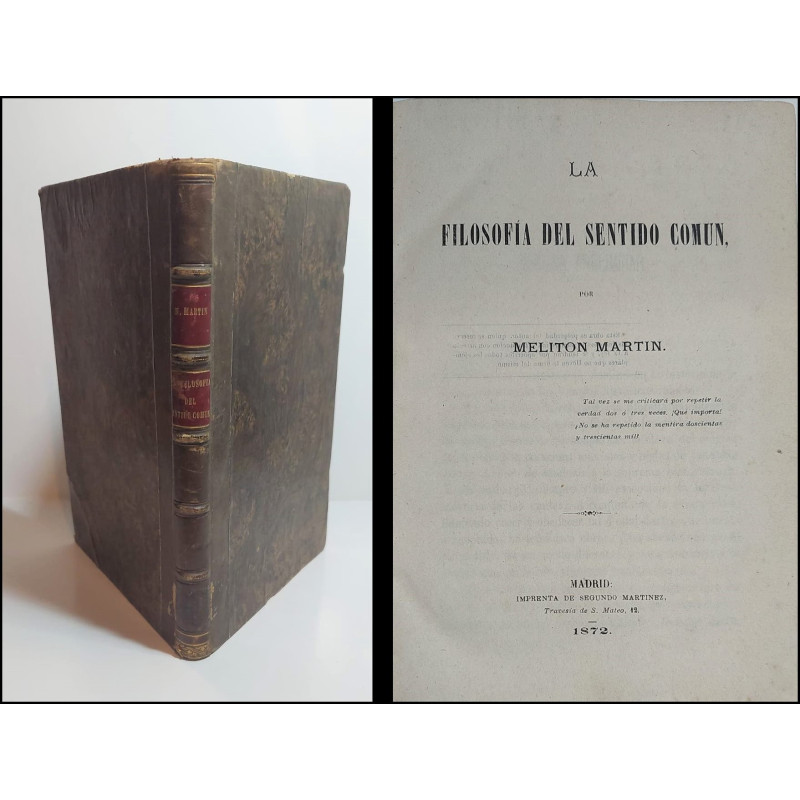 M. MARTIN
FILOSOFIA
DEL
SENTIDO COMUN
LA
FILOSOFÍA DEL SENTIDO COMUN,
POR
MELITON MARTIN.
Tal vez se me criticará por repetir la
verdad dos á tres veces. ¡Qué importa!
¡No se ha repetido la mentira doscientas
y trescientas mil!
MADRID:
IMPRENTA DE SEGUNDO MARTINEZ,
Travesía de S. Mateo, 12.
1872.